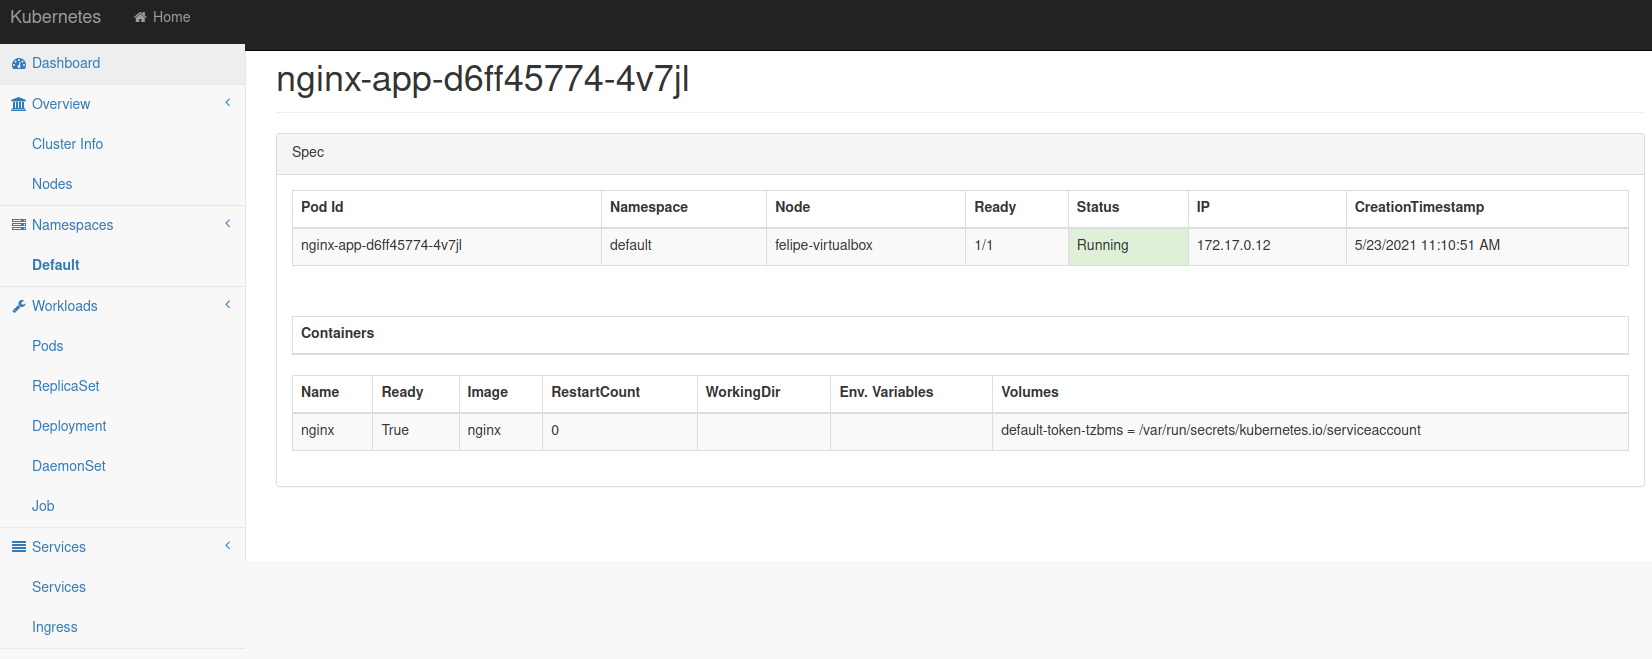 Kubernetes Home
Dashboard
Overview
Cluster Info
Nodes
Namespaces
Default
Workloads
Pods
ReplicaSet
Deployment
DaemonSet
Job
Services
Services
Ingress
nginx-app-d6ff45774-4v7jl
Spec
Pod Id Namespace Node Ready Status IP CreationTimestamp
nginx-app-d6ff45774-4v7jl default felipe-virtualbox 1/1 Running 172.17.0.12 5/23/2021 11:10:51 AM
Containers
Name Ready Image RestartCount WorkingDir Env. Variables Volumes
nginx True nginx 0 default-token-tzbms = /var/run/secrets/kubernetes.io/serviceaccount